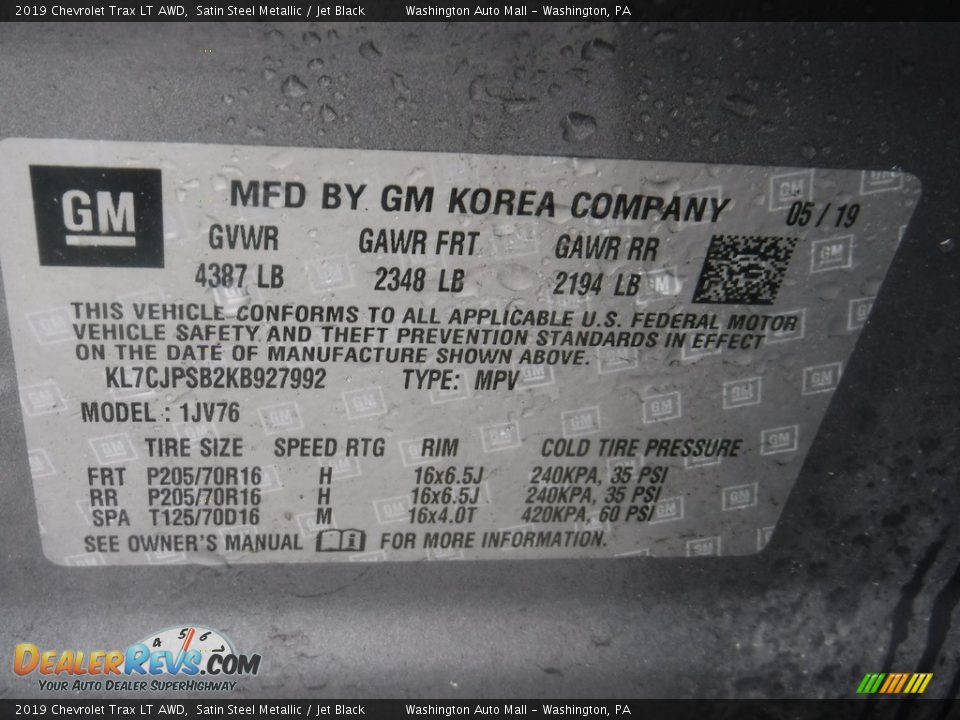 2019 Chevrolet Trax LT AWD, Satin Steel Metallic / Jet Black Washington Auto Mall - Washington, PA
GM MFD BY GM KOREA COMPANY 05 / 19
GVWR GAWR FRT GAWR RR
4387 LB 2348 LB 2194 LB
THIS VEHICLE CONFORMS TO ALL APPLICABLE U.S. FEDERAL MOTOR
VEHICLE SAFETY AND THEFT PREVENTION STANDARDS IN EFFECT
ON THE DATE OF MANUFACTURE SHOWN ABOVE.
KL7CJPSB2KB927992 TYPE: MPV
MODEL : 1JV76
TIRE SIZE SPEED RTG RIM COLD TIRE PRESSURE
FRT P205/70R16 H 16x6.5J 240KPA, 35 PSI
RR P205/70R16 H 16x6.5J 240KPA, 35 PSI
SPA T125/70D16 M 16x4.0T 420KPA, 60 PSI
SEE OWNER'S MANUAL FOR MORE INFORMATION.
4 5 6
DEALERREVS.COM
YOUR AUTO DEALER SUPERHIGHWAY
2019 Chevrolet Trax LT AWD, Satin Steel Metallic / Jet Black Washington Auto Mall - Washington, PA